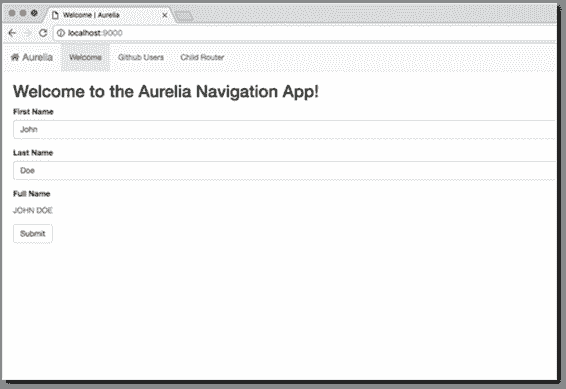 Welcome | Aurelia
localhost:9000
Aurelia Welcome Github Users Child Router
Welcome to the Aurelia Navigation App!
First Name
John
Last Name
Doe
Full Name
JOHN DOE
Submit